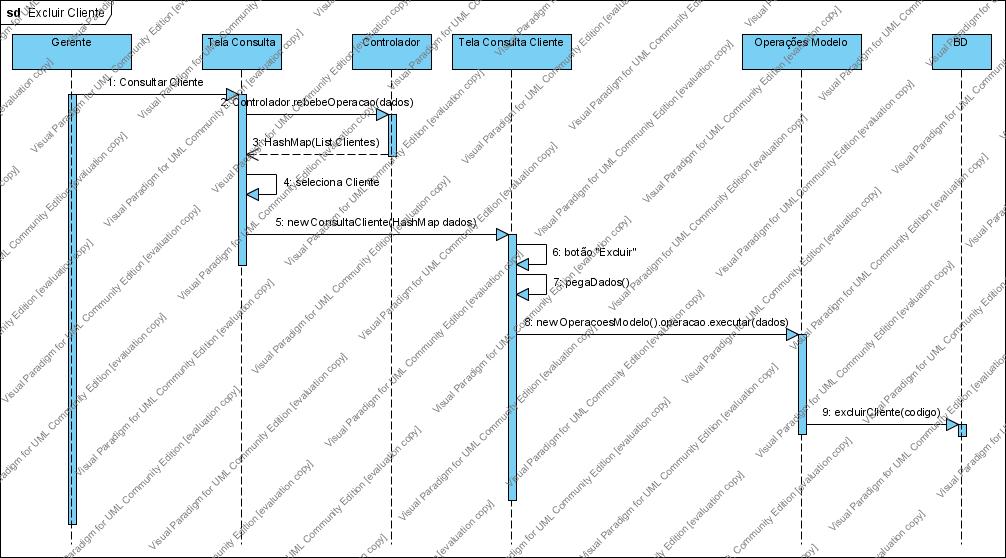 sd Excluir Cliente
Gerente
Tela Consulta
Controlador
Tela Consulta Cliente
Operações Modelo
BD
1: Consultar Cliente
2: Controlador.rebebeOperacao(dados)
3: HashMap(List Clientes)
4: seleciona Cliente
5: newConsultaCliente(HashMap dados)
6: botão "Excluir"
7: pegaDados()
8: newOperacoesModelo().operacao.executar(dados)
9: excluirCliente(codigo)
Visual Paradigm for UML Community Edition [evaluation copy]